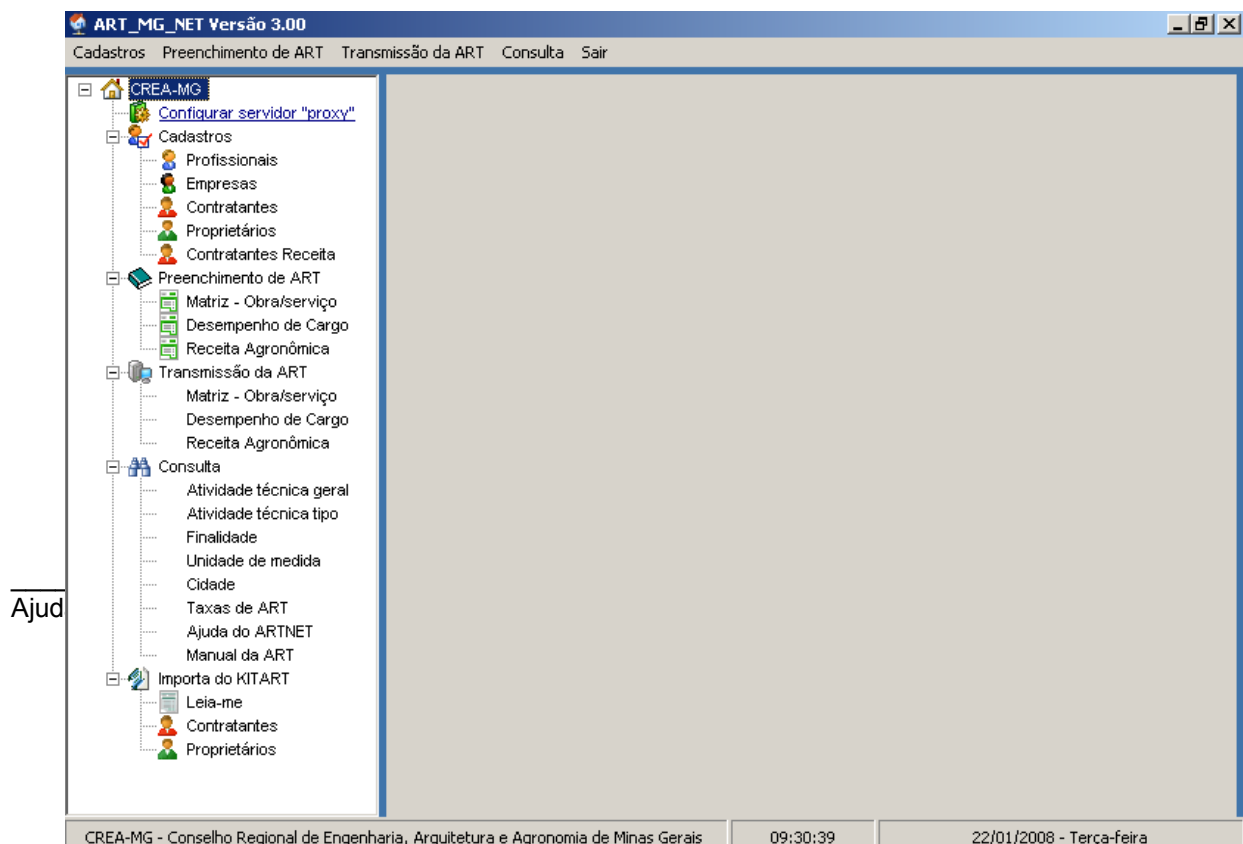 ART_MG_NET Versão 3.00
Cadastros Preenchimento de ART Transmissão da ART Consulta Sair
CREA-MG
Configurar servidor "proxy"
Cadastros
Profissionais
Empresas
Contratantes
Proprietários
Contratantes Receita
Preenchimento de ART
Matriz - Obra/serviço
Desempenho de Cargo
Receita Agronômica
Transmissão da ART
Matriz - Obra/serviço
Desempenho de Cargo
Receita Agronômica
Consulta
Atividade técnica geral
Atividade técnica tipo
Finalidade
Unidade de medida
Cidade
Ajud
Taxas de ART
Ajuda do ARTNET
Manual da ART
Importa do KITART
Leia-me
Contratantes
Proprietários
CREA-MG - Conselho Regional de Engenharia, Arquitetura e Agronomia de Minas Gerais 09:30:39 22/01/2008 - Terça-feira